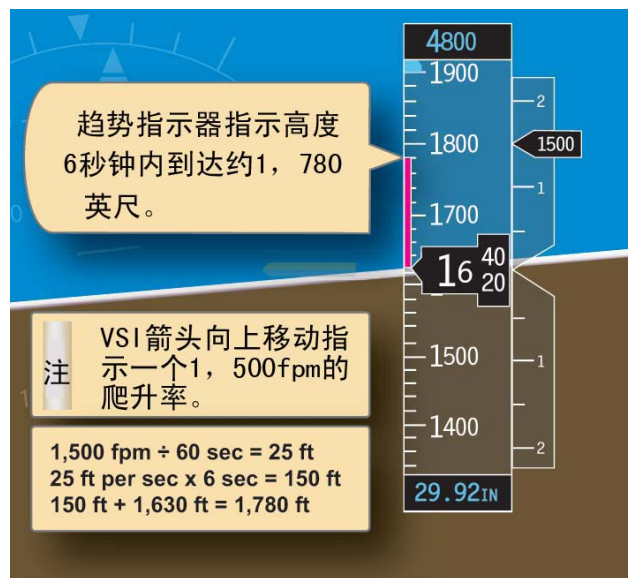 4800
1900
趋势指示器指示高度
6秒钟内到达约1，780
英尺。
1800
1700
2
1500
1
16
40
20
VSI箭头向上移动指
注
示一个1，500fpm的
爬升率。
1500
1400
1
2
1,500 fpm ÷ 60 sec = 25 ft
25 ft per sec x 6 sec = 150 ft
150 ft + 1,630 ft = 1,780 ft
29.92IN